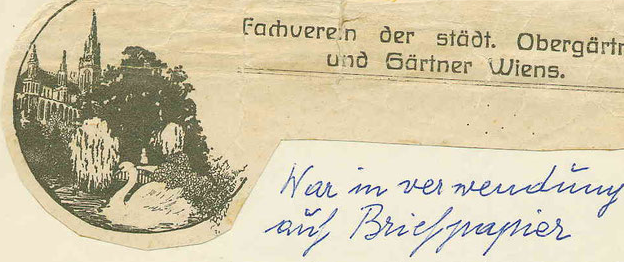 Fachverein der städt. Obergärtn
und Gärtner Wiens.
War in verwendung
auf Briefpapier